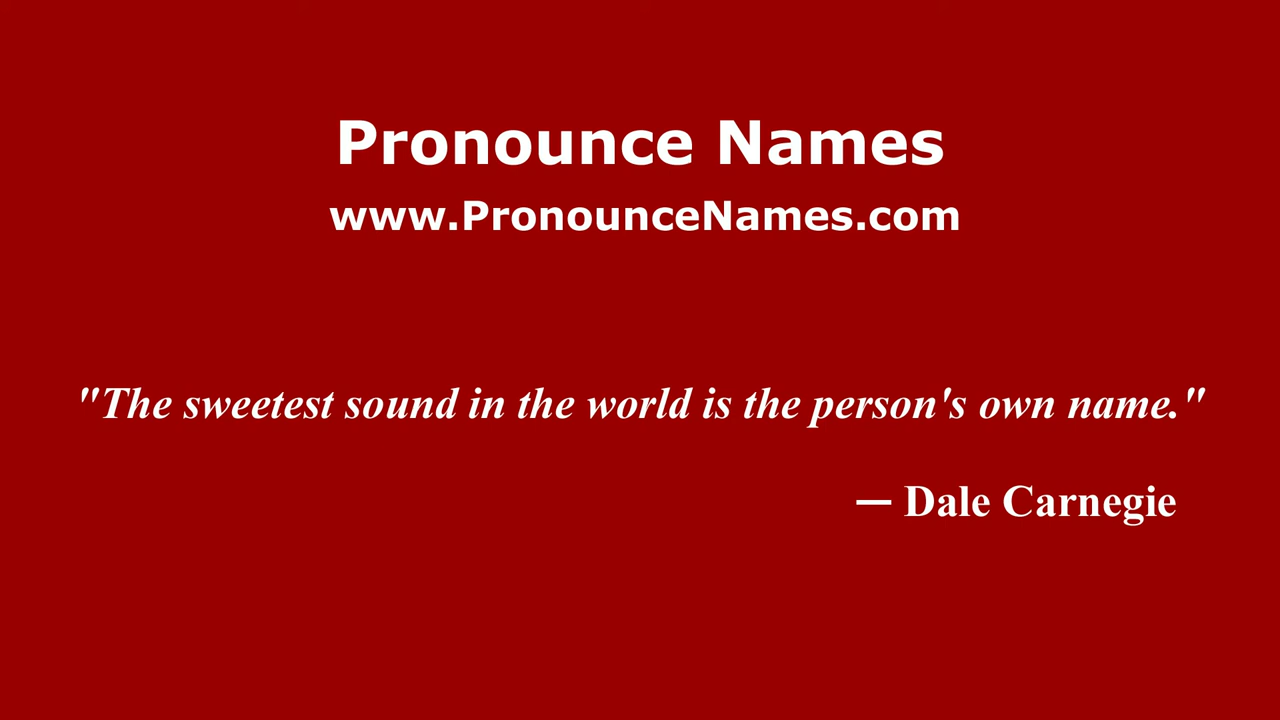 Pronounce Names
www.PronounceNames.com
"The sweetest sound in the world is the person's own name."
— Dale Carnegie